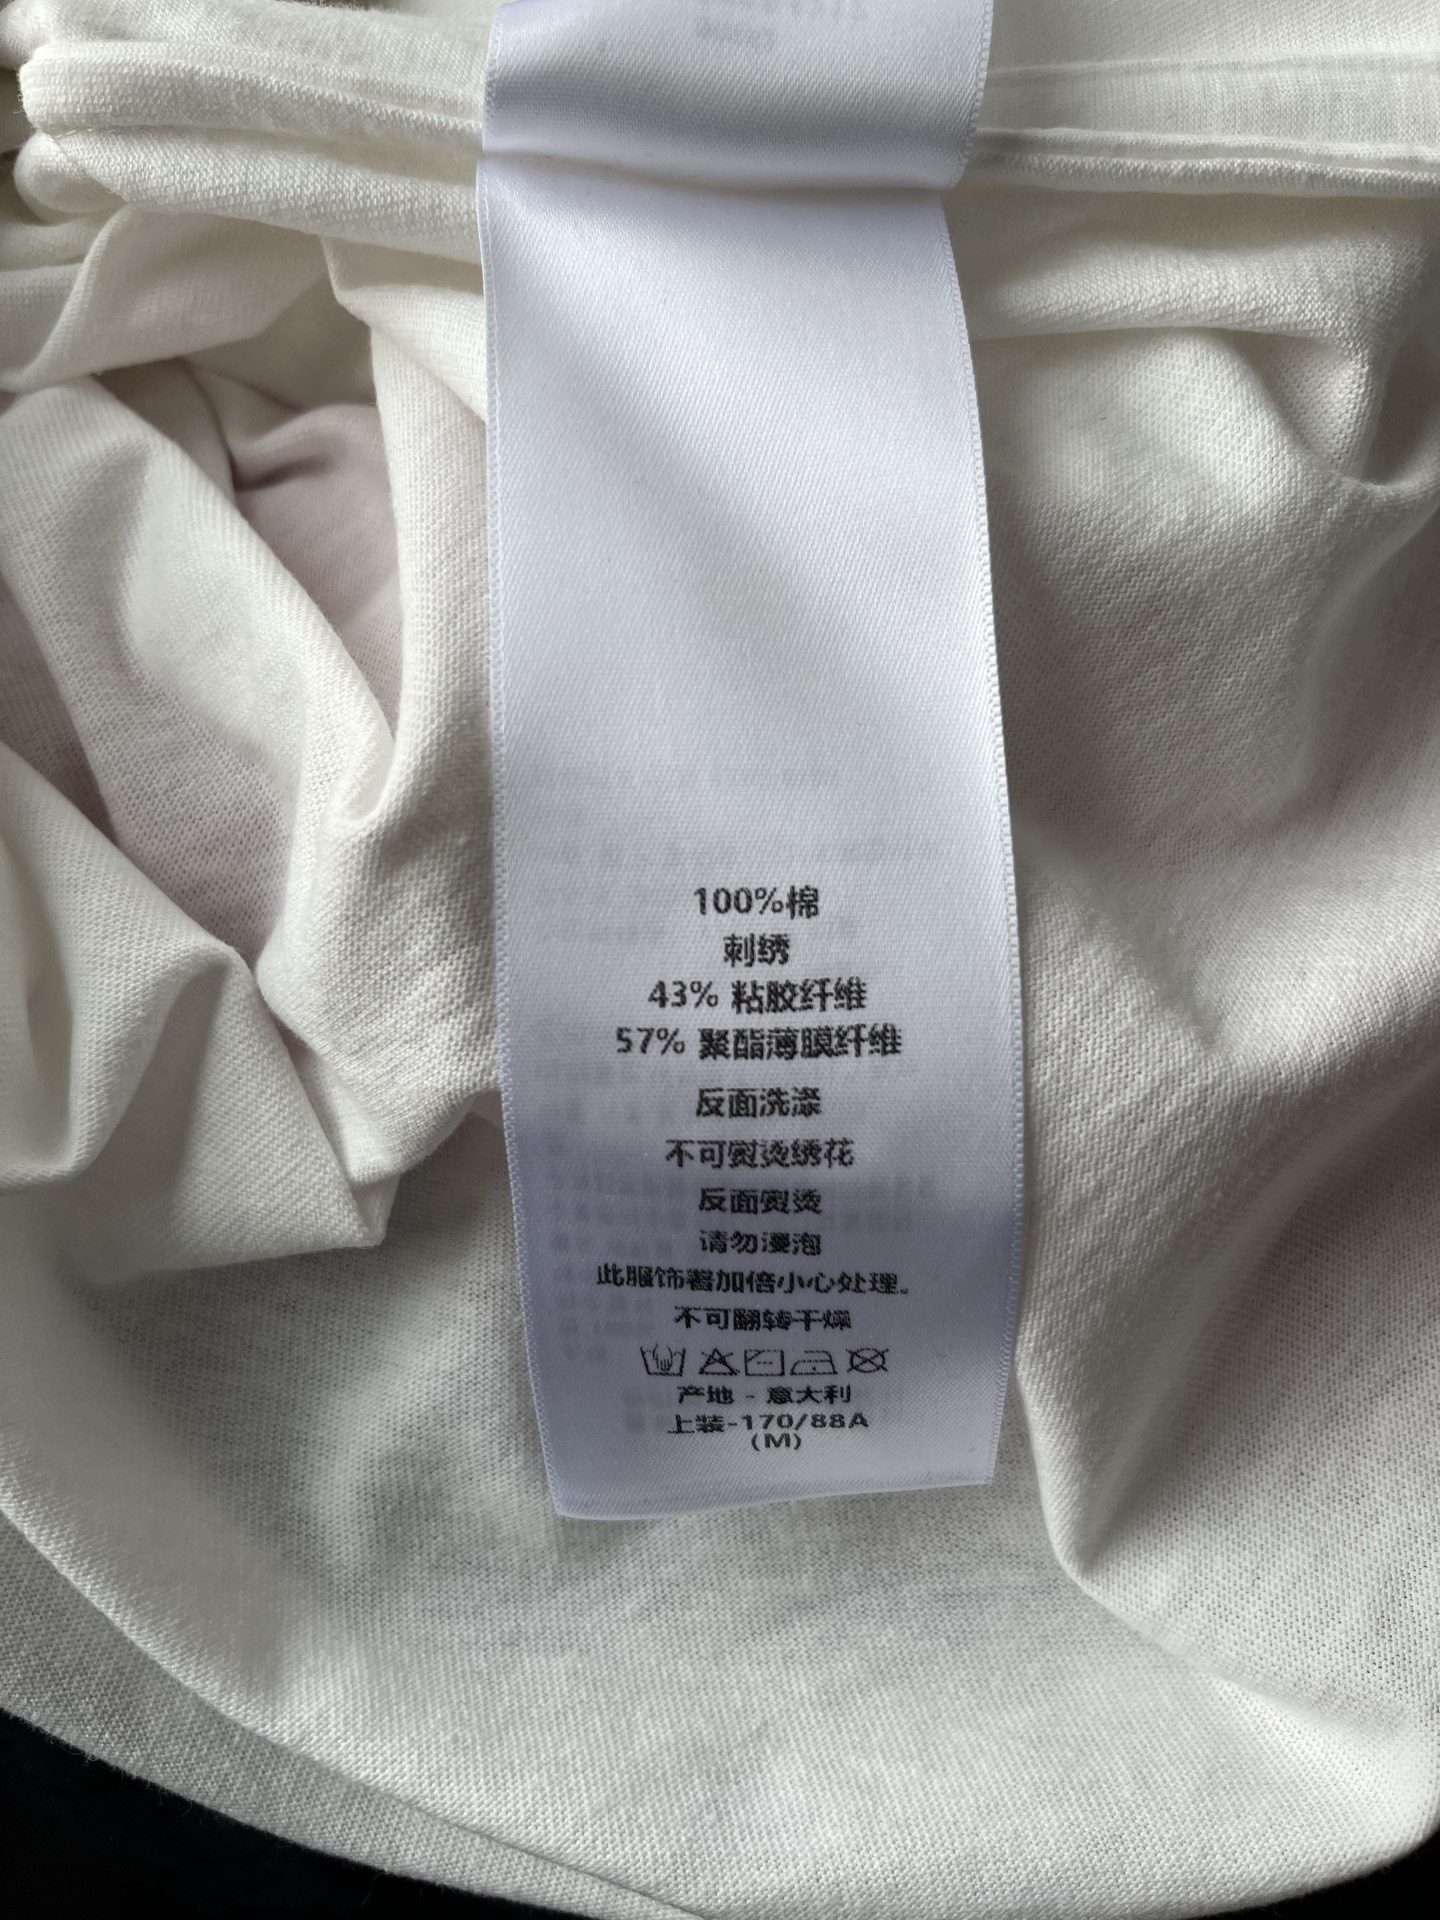 100%棉
刺绣
43% 粘胶纤维
57% 聚酯薄膜纤维
反面洗涤
不可熨烫绣花
反面熨烫
请勿浸泡
此服饰需加倍小心处理。
不可翻转干燥
产地 - 意大利
上装-170/88A
(M)